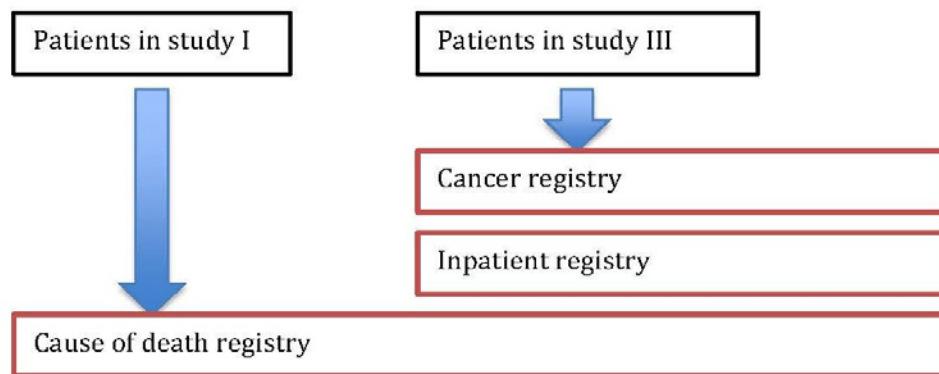 Patients in study I
Patients in study III
Cancer registry
Inpatient registry
Cause of death registry